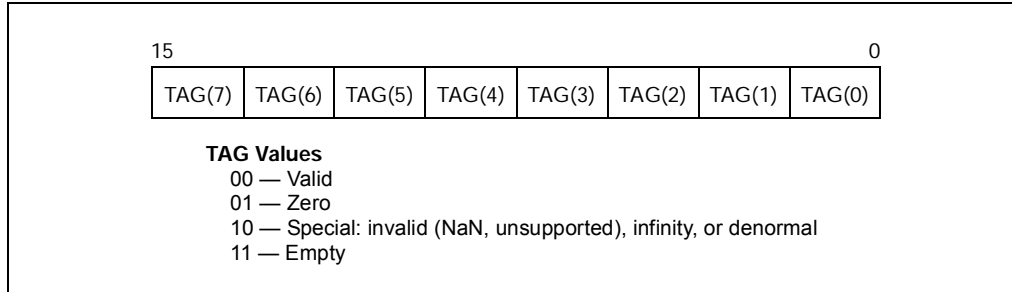 15 0
TAG(7) TAG(6) TAG(5) TAG(4) TAG(3) TAG(2) TAG(1) TAG(0)
TAG Values
00 — Valid
01 — Zero
10 — Special: invalid (NaN, unsupported), infinity, or denormal
11 — Empty